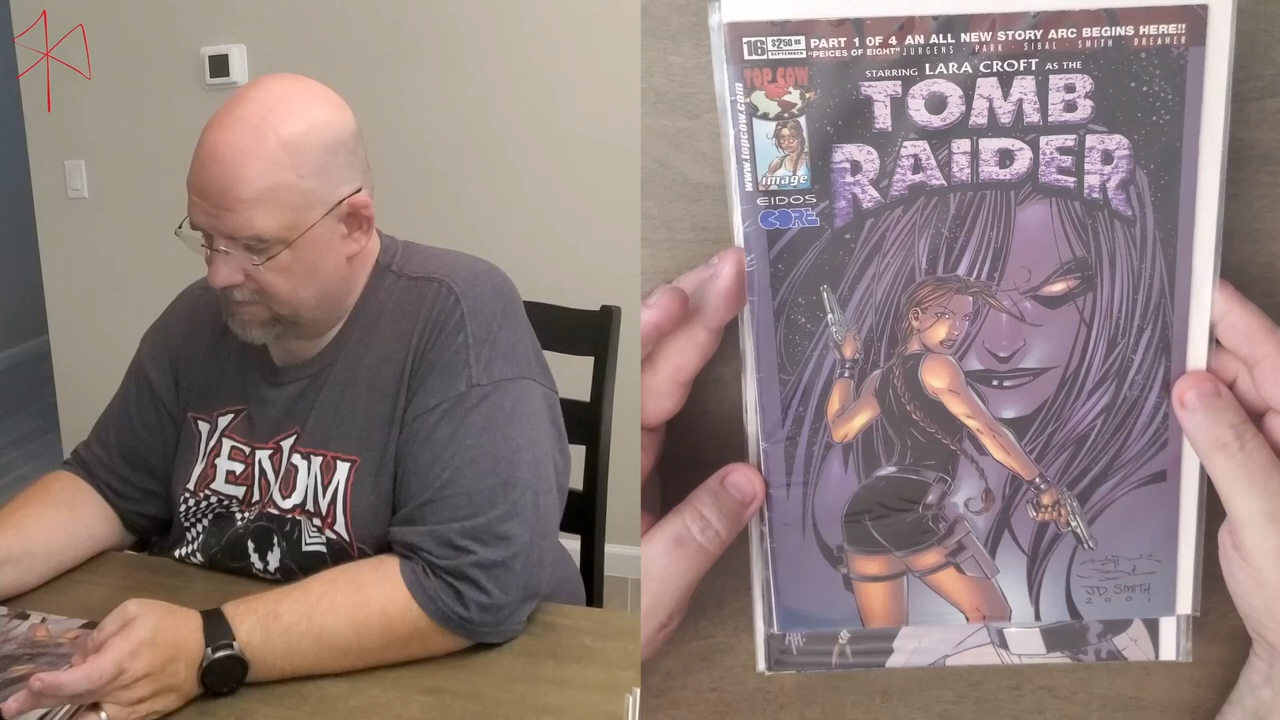 VENOM
16
$2.50 US
SEPTEMBER
PART 1 OF 4 AN ALL NEW STORY ARC BEGINS HERE!!
"PEICES OF EIGHT" JURGENS · PARK · SIBAL · SMITH · DREAMER
STARRING LARA CROFT AS THE
TOMB
RAIDER
TOP COW
www.topcow.com
image
EIDOS
CORE
JD SMITH
2001